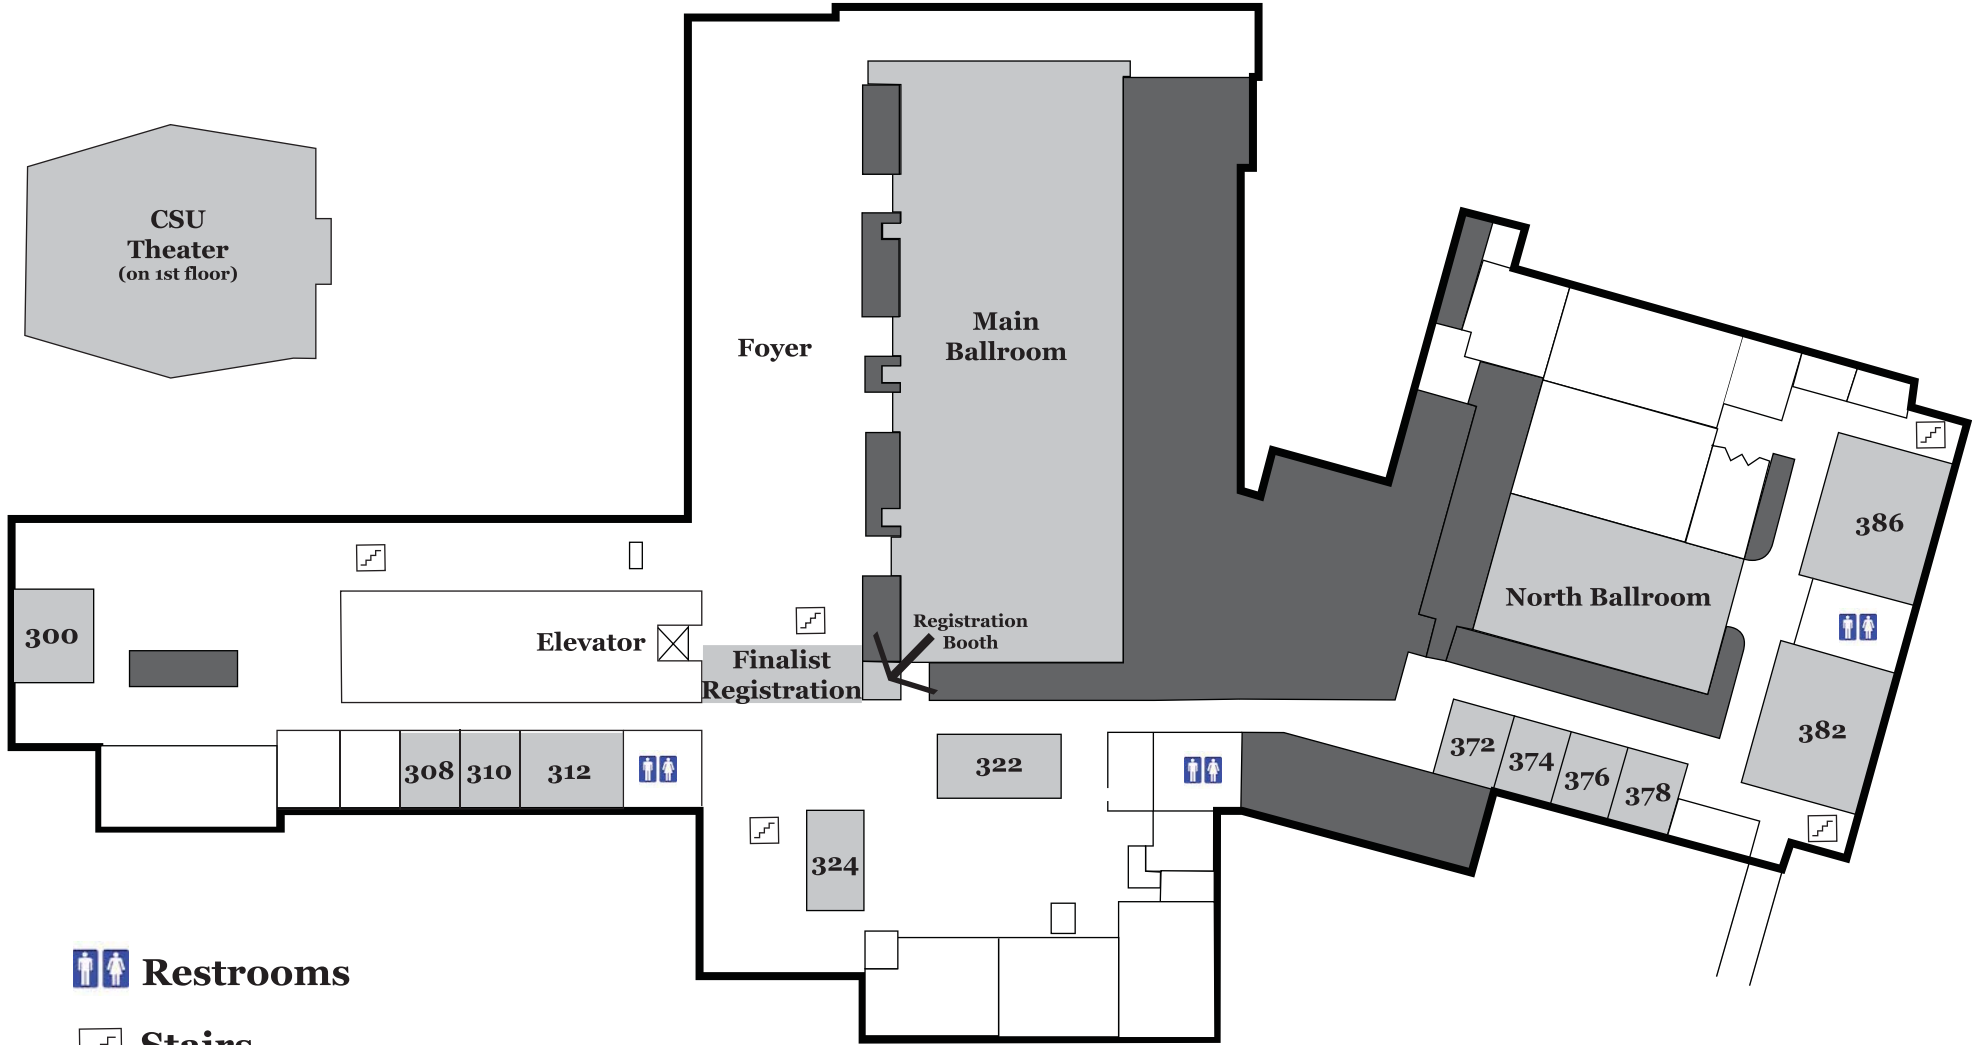 CSU
Theater
(on 1st floor)
Foyer
Main
Ballroom
386
North Ballroom
Registration
Booth
300
Elevator
Finalist
Registration
382
372
374
376
378
308
310
312
322
324
Restrooms
Stairs